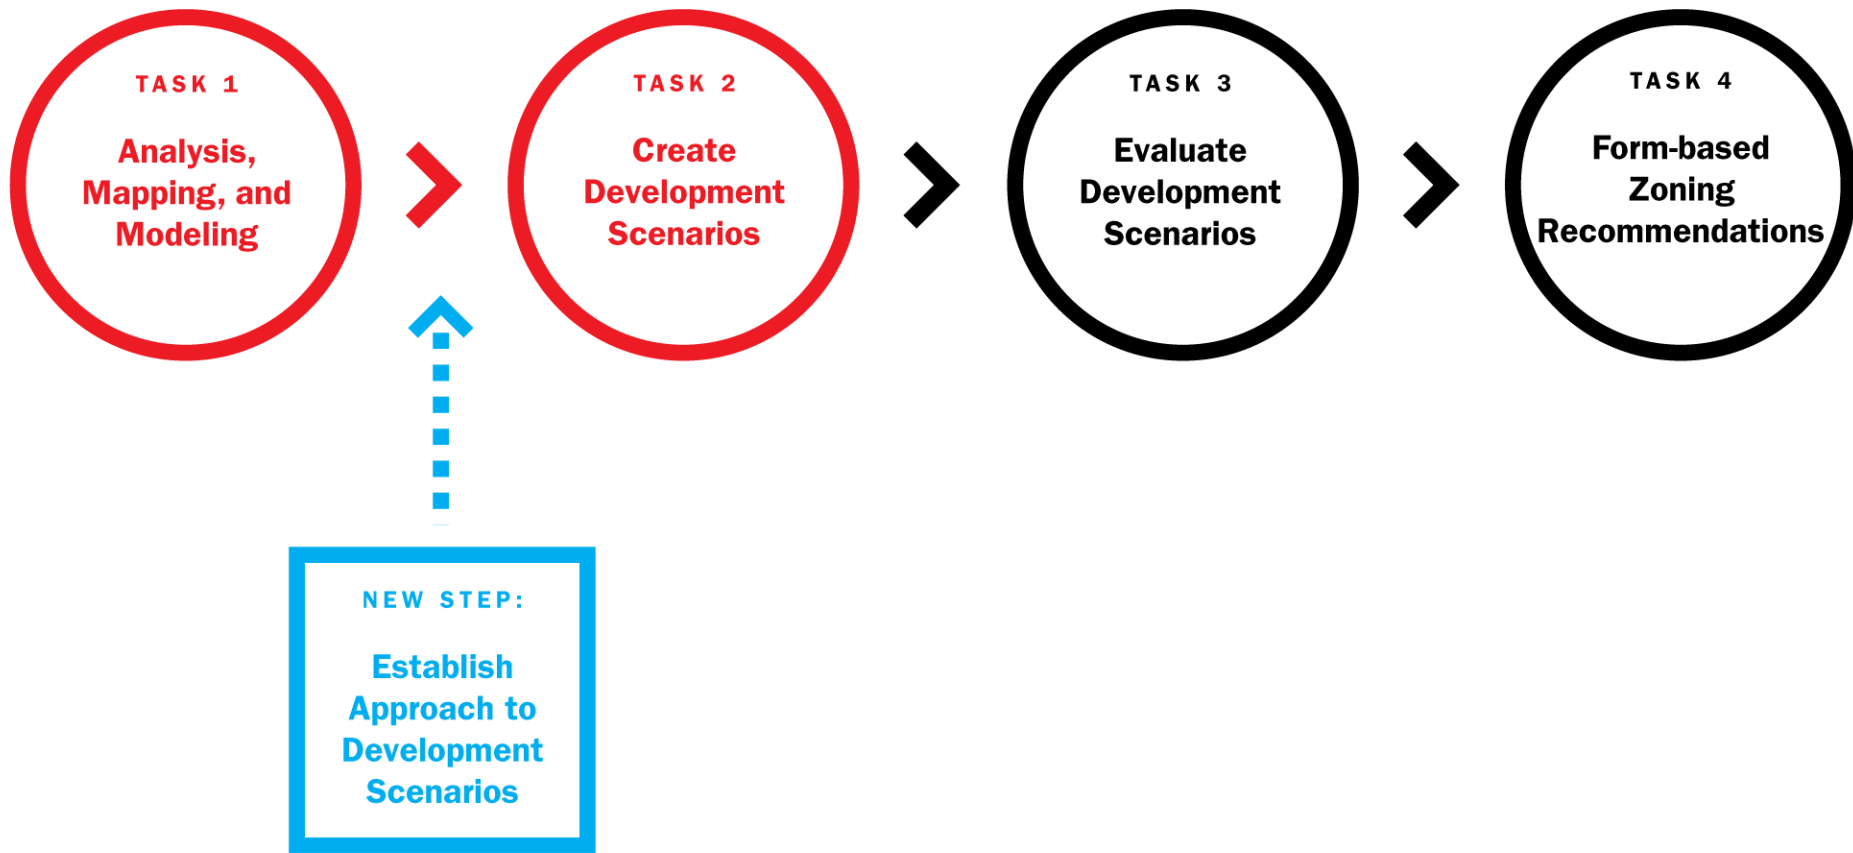 TASK 1
Analysis,
Mapping, and
Modeling
TASK 2
Create
Development
Scenarios
TASK 3
Evaluate
Development
Scenarios
TASK 4
Form-based
Zoning
Recommendations
NEW STEP:
Establish
Approach to
Development
Scenarios